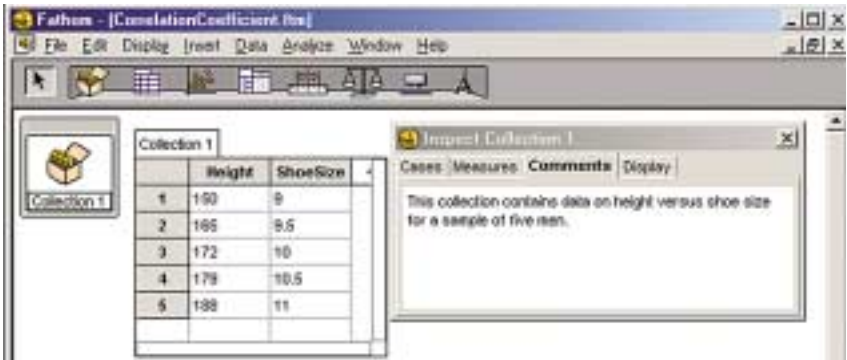 Fathom - [CorrelationCoefficient.ftm]
File Edit Display Insert Data Analyze Window Help
Collection 1
Collection 1
Height ShoeSize
1 9
2 165 9.5
3 172 10
4 179 10.5
5 188 11
Inspect Collection 1
Cases Measures Comments Display
This collection contains data on height versus shoe size
for a sample of five men.